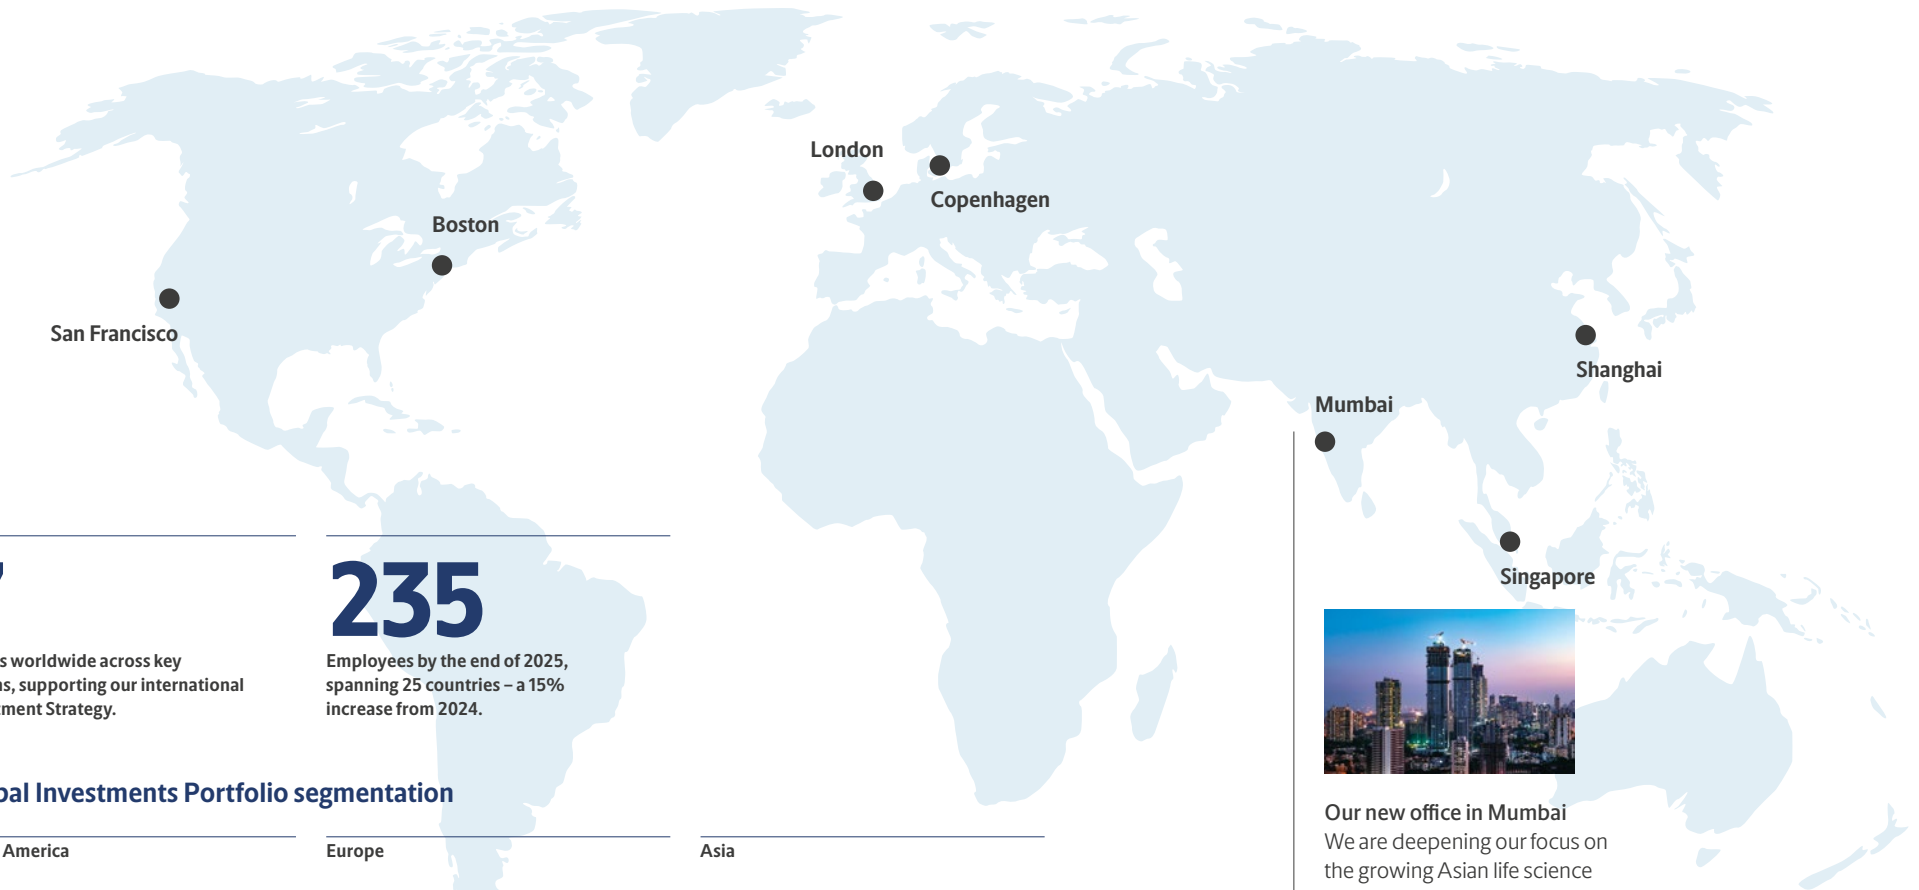 London
Copenhagen
Boston
San Francisco
Shanghai
Mumbai
Singapore
235
s worldwide across key
s, supporting our international
ment Strategy.
Employees by the end of 2025,
spanning 25 countries – a 15%
increase from 2024.
bal Investments Portfolio segmentation
America
Europe
Asia
Our new office in Mumbai
We are deepening our focus on
the growing Asian life science